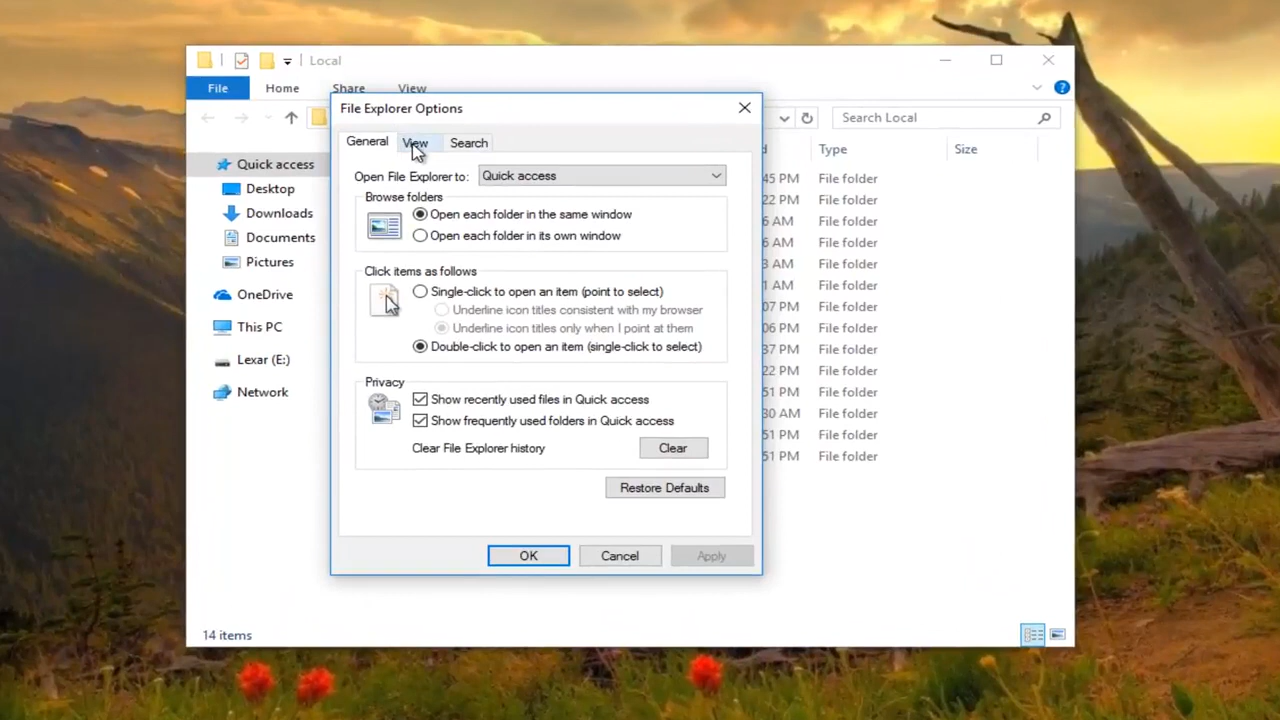 Local
File Home Share View
Search Local
d Type Size
Quick access
Desktop
Downloads
Documents
Pictures
OneDrive
This PC
Lexar (E:)
Network
File Explorer Options
General View Search
Open File Explorer to: Quick access
Browse folders
Open each folder in the same window
Open each folder in its own window
Click items as follows
Single-click to open an item (point to select)
Underline icon titles consistent with my browser
Underline icon titles only when I point at them
Double-click to open an item (single-click to select)
Privacy
Show recently used files in Quick access
Show frequently used folders in Quick access
Clear File Explorer history Clear
Restore Defaults
OK Cancel Apply
45 PM File folder
22 PM File folder
6 AM File folder
6 AM File folder
3 AM File folder
1 AM File folder
07 PM File folder
06 PM File folder
37 PM File folder
22 PM File folder
51 PM File folder
30 AM File folder
51 PM File folder
51 PM File folder
14 items